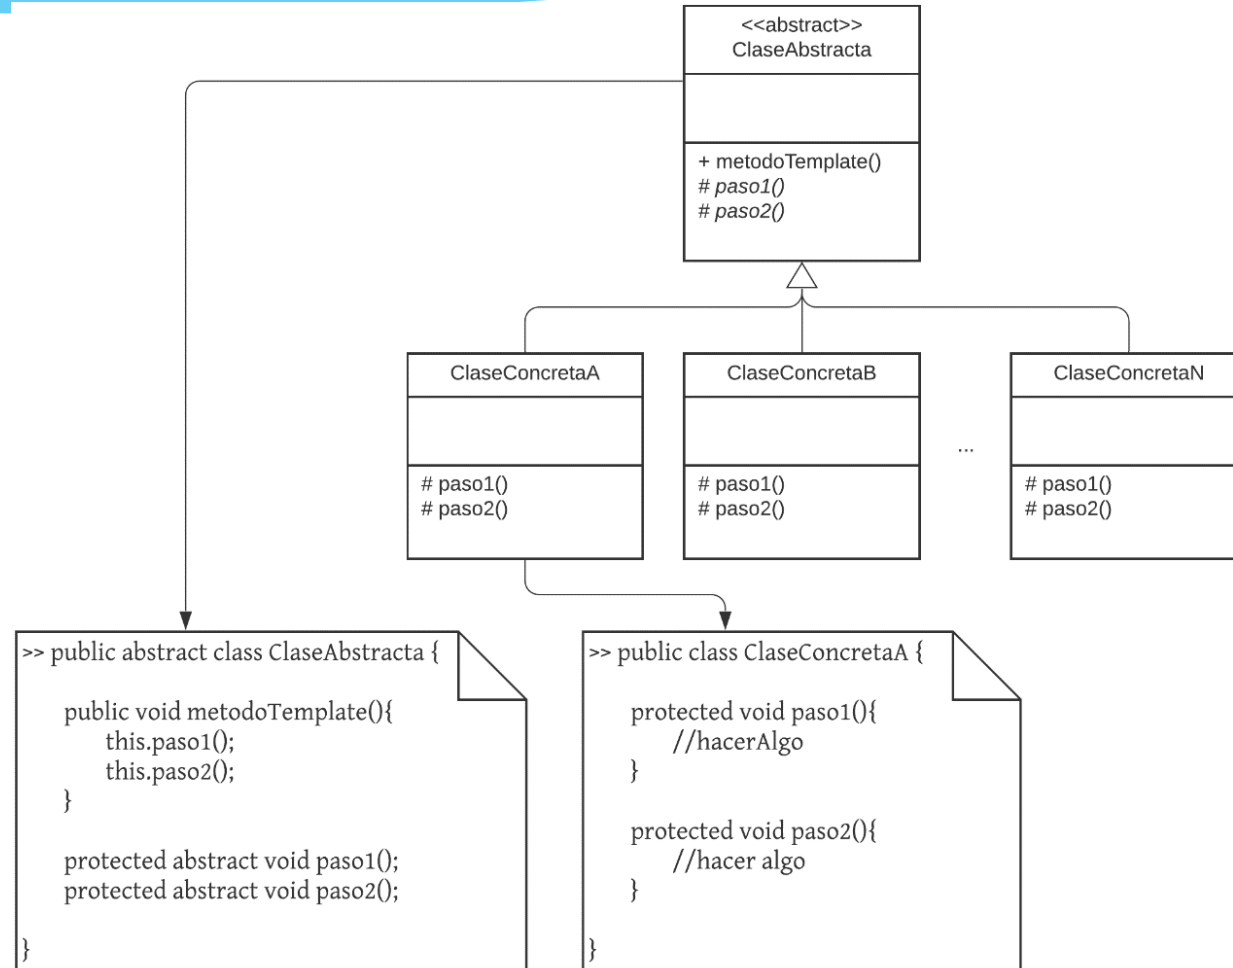 <<abstract>>
ClaseAbstracta
+ metodoTemplate()
# paso1()
# paso2()
ClaseConcretaA
# paso1()
# paso2()
ClaseConcretaB
# paso1()
# paso2()
...
ClaseConcretaN
# paso1()
# paso2()
>> public abstract class ClaseAbstracta {
public void metodoTemplate(){
this.paso1();
this.paso2();
}
protected abstract void paso1();
protected abstract void paso2();
}
>> public class ClaseConcretaA {
protected void paso1(){
//hacerAlgo
}
protected void paso2(){
//hacer algo
}
}